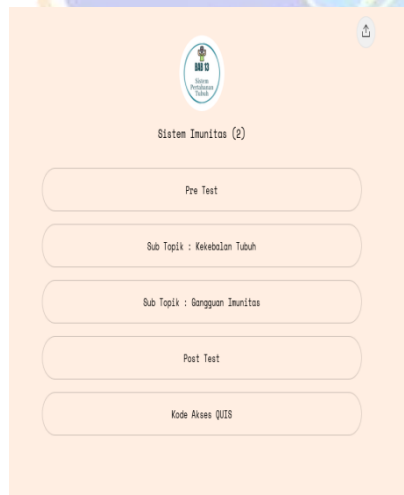 BAB 13
Sistem
Pertahanan
Tubuh
Sistem Imunitas (2)
Pre Test
Sub Topik : Kekebalan Tubuh
Sub Topik : Gangguan Imunitas
Post Test
Kode Akses QUIS